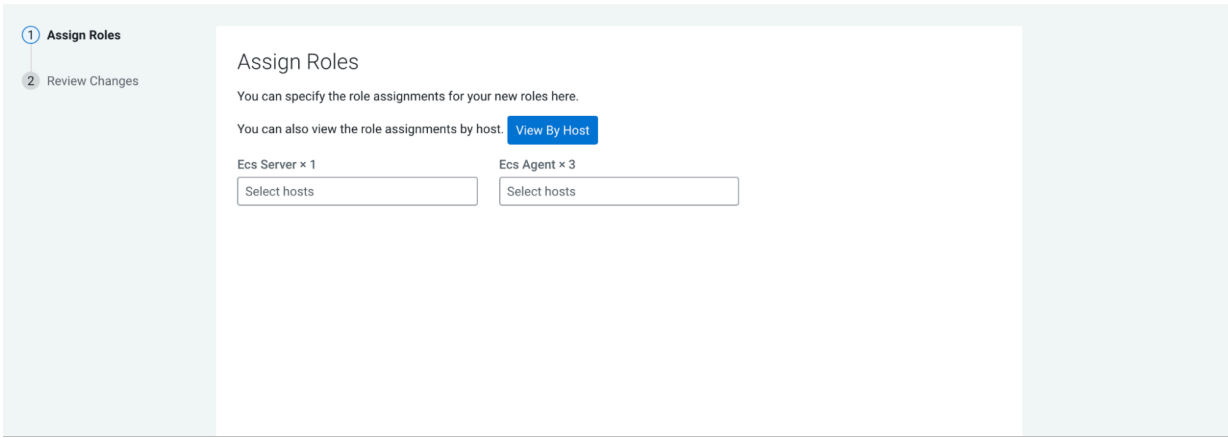 1 Assign Roles
2 Review Changes
Assign Roles
You can specify the role assignments for your new roles here.
You can also view the role assignments by host. View By Host
Ecs Server × 1 Ecs Agent × 3
Select hosts Select hosts